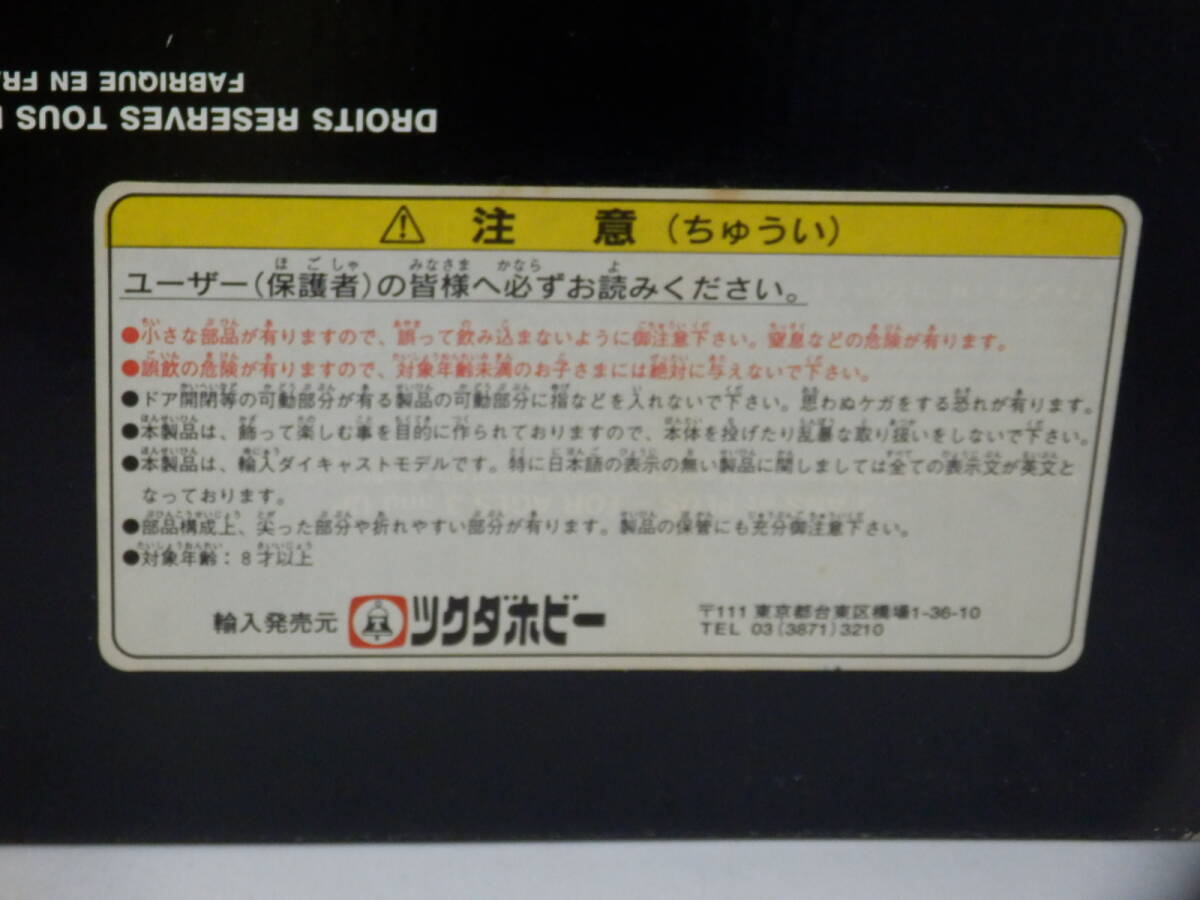 FABRIQUE EN FRA
DROITS RESERVES TOUS
⚠ 注 意 (ちゅうい)
ユーザー(保護者)の皆様へ必ずお読みください。
●小さな部品が有りますので、誤って飲み込まないように御注意下さい。窒息などの危険が有ります。
●誤飲の危険が有りますので、対象年齢未満のお子さまには絶対に与えないで下さい。
●ドア開閉等の可動部分が有る製品の可動部分に指などを入れないで下さい。思わぬケガをする恐れが有ります。
●本製品は、飾って楽しむ事を目的に作られておりますので、本体を投げたり乱暴な取り扱いをしないで下さい。
●本製品は、輸入ダイキャストモデルです。特に日本語の表示の無い製品に関しましては全ての表示文が英文と
なっております。
●部品構成上、尖った部分や折れやすい部分が有ります。製品の保管にも充分御注意下さい。
●対象年齢：8才以上
輸入発売元 ツクダホビー
〒111 東京都台東区橋場1-36-10
TEL 03(3871)3210